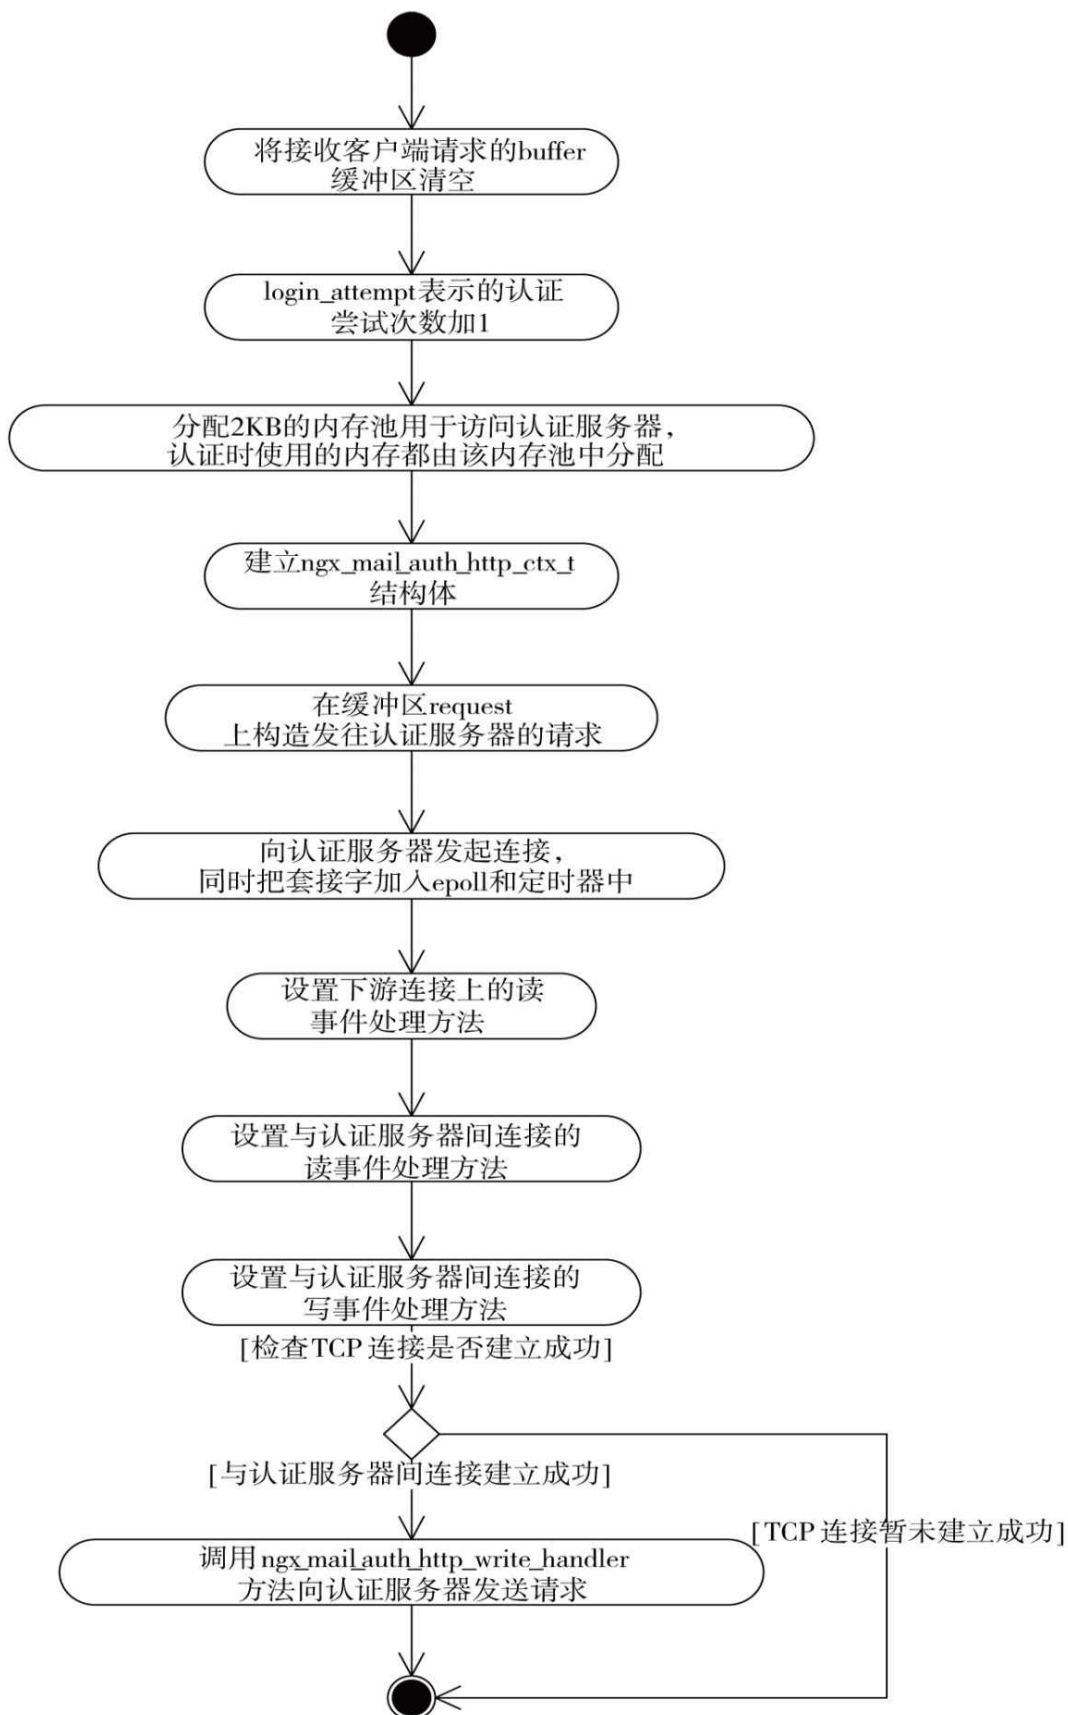 将接收客户端请求的buffer
缓冲区清空
login_attempt表示的认证
尝试次数加1
分配2KB的内存池用于访问认证服务器,
认证时使用的内存都由该内存池中分配
建立ngx_mail_auth_http_ctx_t
结构体
在缓冲区request
上构造发往认证服务器的请求
向认证服务器发起连接,
同时把套接字加入epoll和定时器中
设置下游连接上的读
事件处理方法
设置与认证服务器间连接的
读事件处理方法
设置与认证服务器间连接的
写事件处理方法
[检查TCP 连接是否建立成功]
[与认证服务器间连接建立成功]
[TCP 连接暂未建立成功]
调用ngx_mail_auth_http_write_handler
方法向认证服务器发送请求